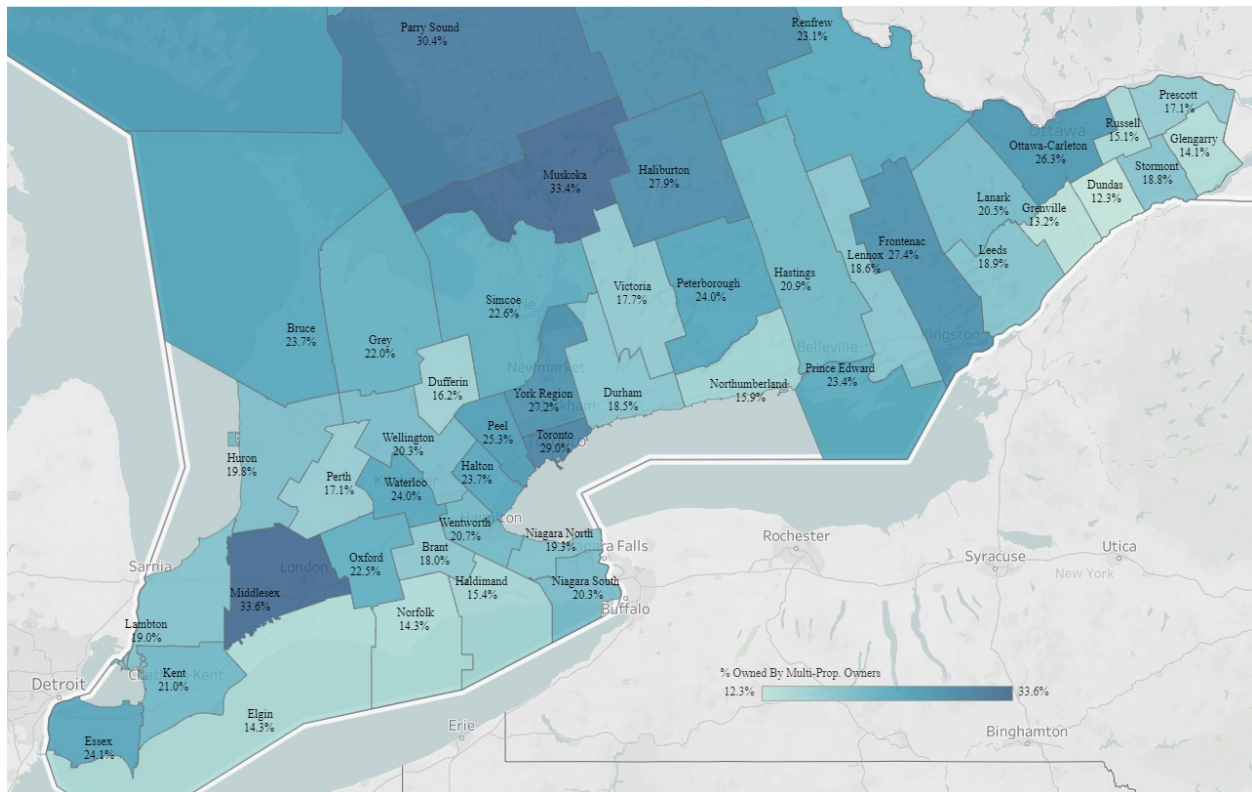 Parry Sound
30.4%
Renfrew
23.1%
Prescott
17.1%
Russell
15.1%
Ottawa
Ottawa-Carleton
26.3%
Glengarry
14.1%
Stormont
18.8%
Dundas
12.3%
Muskoka
33.4%
Haliburton
27.9%
Lanark
20.5%
Grenville
13.2%
Leeds
18.9%
Lennox
18.6%
Frontenac
27.4%
Hastings
20.9%
Victoria
17.7%
Peterborough
24.0%
Simcoe
22.6%
Bruce
23.7%
Grey
22.0%
Kingston
Belleville
Prince Edward
23.4%
Newmarket
Dufferin
16.2%
York Region
27.2%
Durham
18.5%
Northumberland
15.9%
Peel
25.3%
Toronto
29.0%
Wellington
20.3%
Huron
19.8%
Perth
17.1%
Waterloo
24.0%
Halton
23.7%
Hamilton
Wentworth
20.7%
Niagara North
19.3%
Niagara Falls
Rochester
Syracuse
Utica
New York
Sarnia
London
Oxford
22.5%
Brant
18.0%
Haldimand
15.4%
Niagara South
20.3%
Buffalo
Middlesex
33.6%
Norfolk
14.3%
Lambton
19.0%
Chatham-Kent
Kent
21.0%
Detroit
Elgin
14.3%
Essex
24.1%
Erie
Binghamton
% Owned By Multi-Prop. Owners
12.3%
33.6%